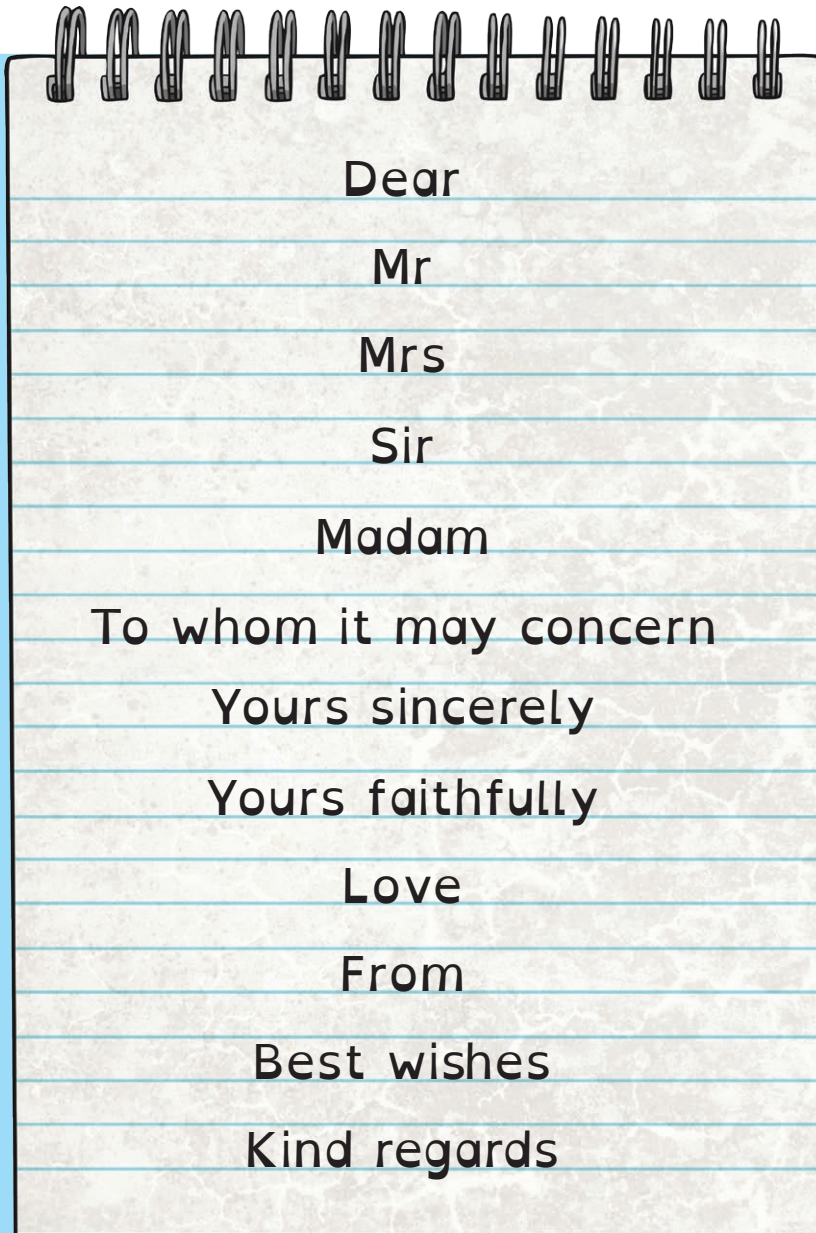 Dear
Mr
Mrs
Sir
Madam
To whom it may concern
Yours sincerely
Yours faithfully
Love
From
Best wishes
Kind regards